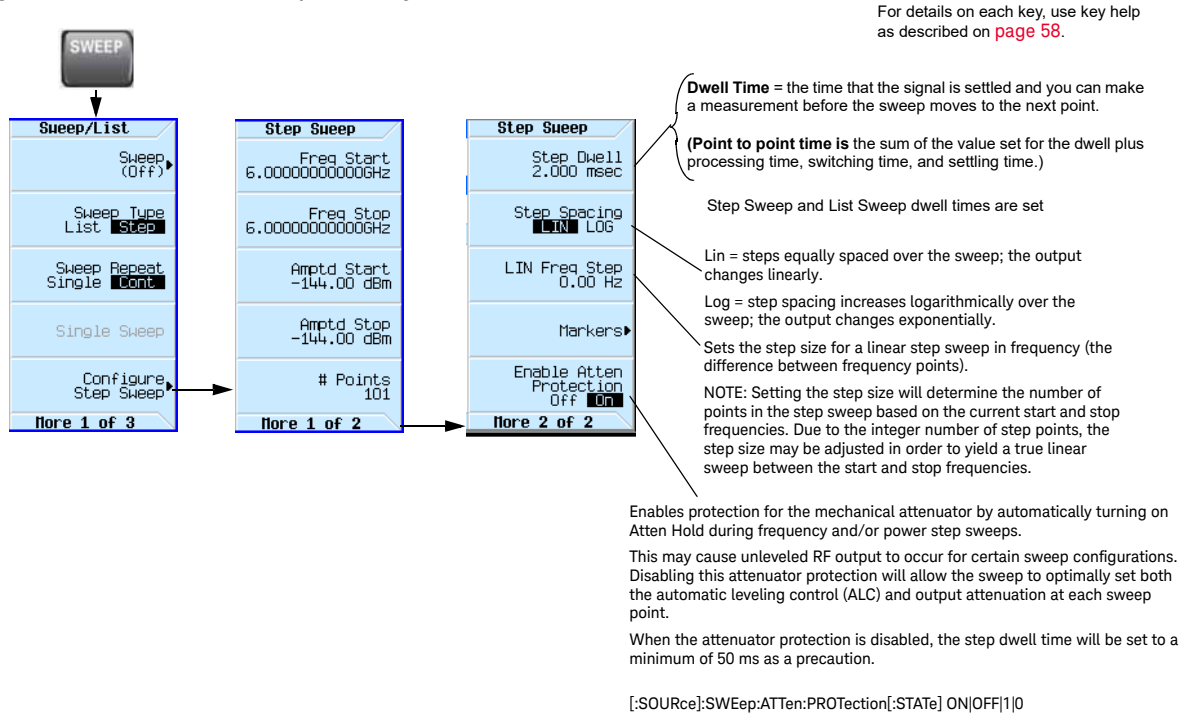 For details on each key, use key help
as described on page 58.
SWEEP
Sweep/List
Sweep
(Off)
Sweep Type
List Step
Sweep Repeat
Single Cont
Single Sweep
Configure
Step Sweep
More 1 of 3
Step Sweep
Freq Start
6.00000000000GHz
Freq Stop
6.00000000000GHz
Amptd Start
-144.00 dBm
Amptd Stop
-144.00 dBm
# Points
101
More 1 of 2
Step Sweep
Step Dwell
2.000 msec
Step Spacing
LIN LOG
LIN Freq Step
0.00 Hz
Markers
Enable Atten
Protection
Off On
More 2 of 2
Dwell Time = the time that the signal is settled and you can make
a measurement before the sweep moves to the next point.
(Point to point time is the sum of the value set for the dwell plus
processing time, switching time, and settling time.)
Step Sweep and List Sweep dwell times are set
Lin = steps equally spaced over the sweep; the output
changes linearly.
Log = step spacing increases logarithmically over the
sweep; the output changes exponentially.
Sets the step size for a linear step sweep in frequency (the
difference between frequency points).
NOTE: Setting the step size will determine the number of
points in the step sweep based on the current start and stop
frequencies. Due to the integer number of step points, the
step size may be adjusted in order to yield a true linear
sweep between the start and stop frequencies.
Enables protection for the mechanical attenuator by automatically turning on
Atten Hold during frequency and/or power step sweeps.
This may cause unleveled RF output to occur for certain sweep configurations.
Disabling this attenuator protection will allow the sweep to optimally set both
the automatic leveling control (ALC) and output attenuation at each sweep
point.
When the attenuator protection is disabled, the step dwell time will be set to a
minimum of 50 ms as a precaution.
[:SOURce]:SWEep:ATTen:PROTection[:STATe] ON|OFF|1|0